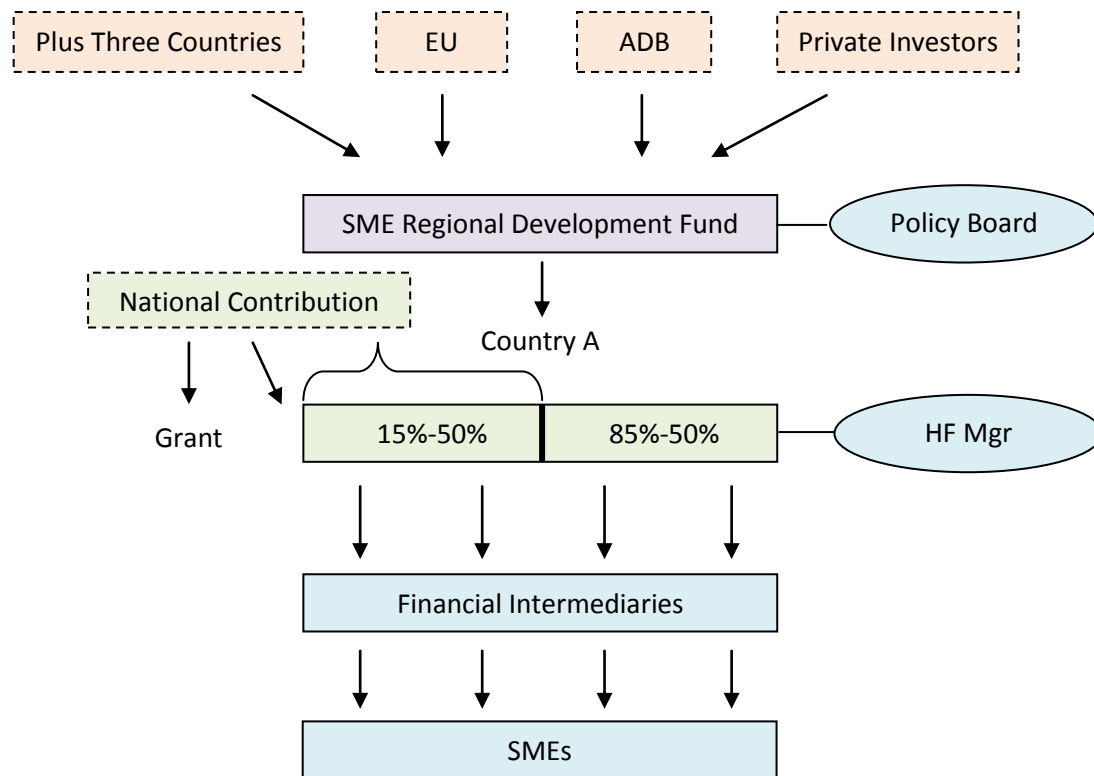 Plus Three Countries
EU
ADB
Private Investors
SME Regional Development Fund
Policy Board
National Contribution
Country A
Grant
15%-50%
85%-50%
HF Mgr
Financial Intermediaries
SMEs